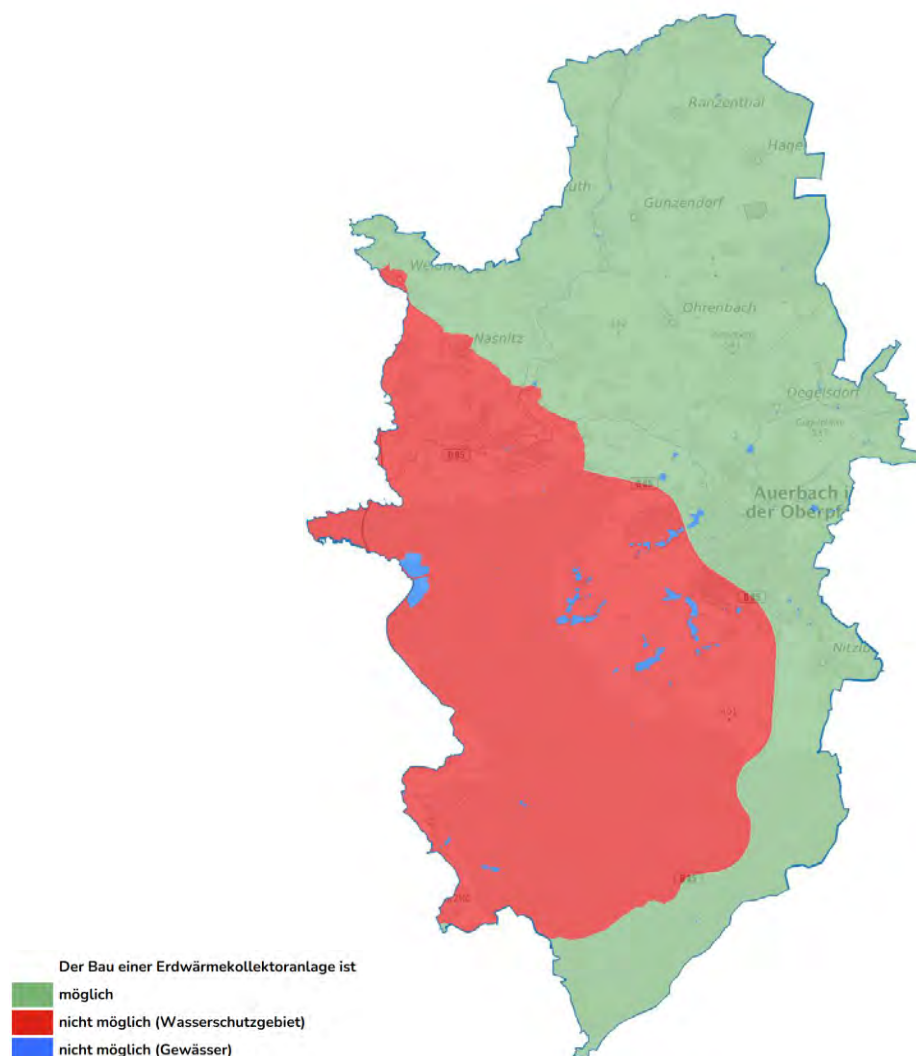 Ranzenthal
Hage
uth
Gunzendorf
Ohrenbach
Nasnitz
Degelsdorf
B85
B85
Auerbach i
der Oberpf
B85
B85
Der Bau einer Erdwärmekollektoranlage ist
möglich
nicht möglich (Wasserschutzgebiet)
nicht möglich (Gewässer)